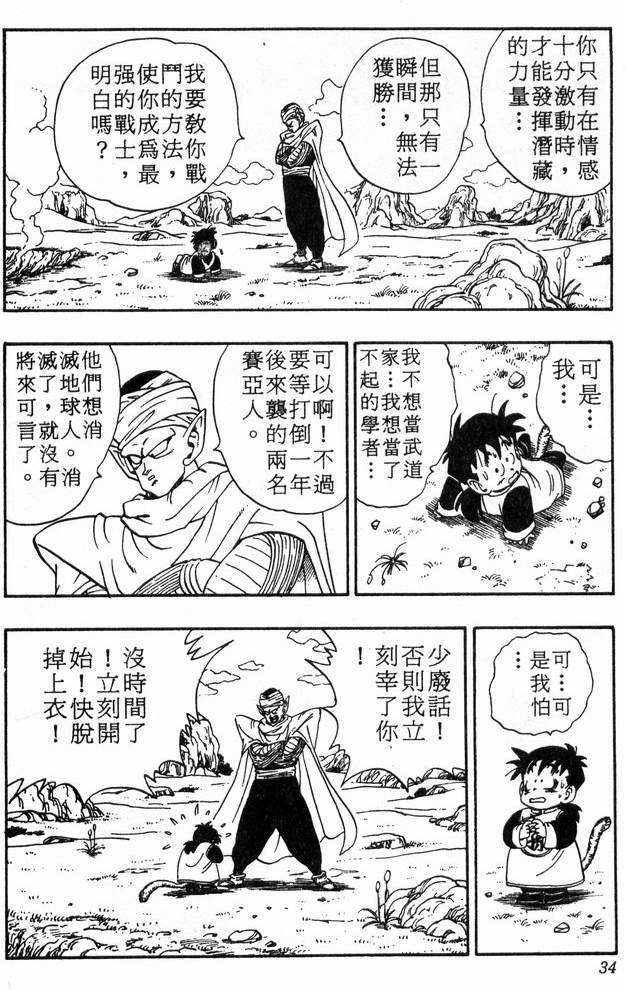 你只有在情感
十分激動時，
才能發揮潛藏
的力量…
但那只有一
瞬間，無法
獲勝…
我要敎你戰
鬥的方法，
使你成爲最
强的戰士，
明白嗎？
可是…
我…
我不想當武道
家…我想當了
不起的學者…
可以啊！不過
要等打倒一年
後來襲的兩名
賽亞人。
他們想消
滅地球人。消
滅了，就沒有
將來可言了。
可…可
是我怕
…
少廢話！
否則我立
刻宰了你
！
沒時間了
！立刻開
始！快脫
掉上衣！
34